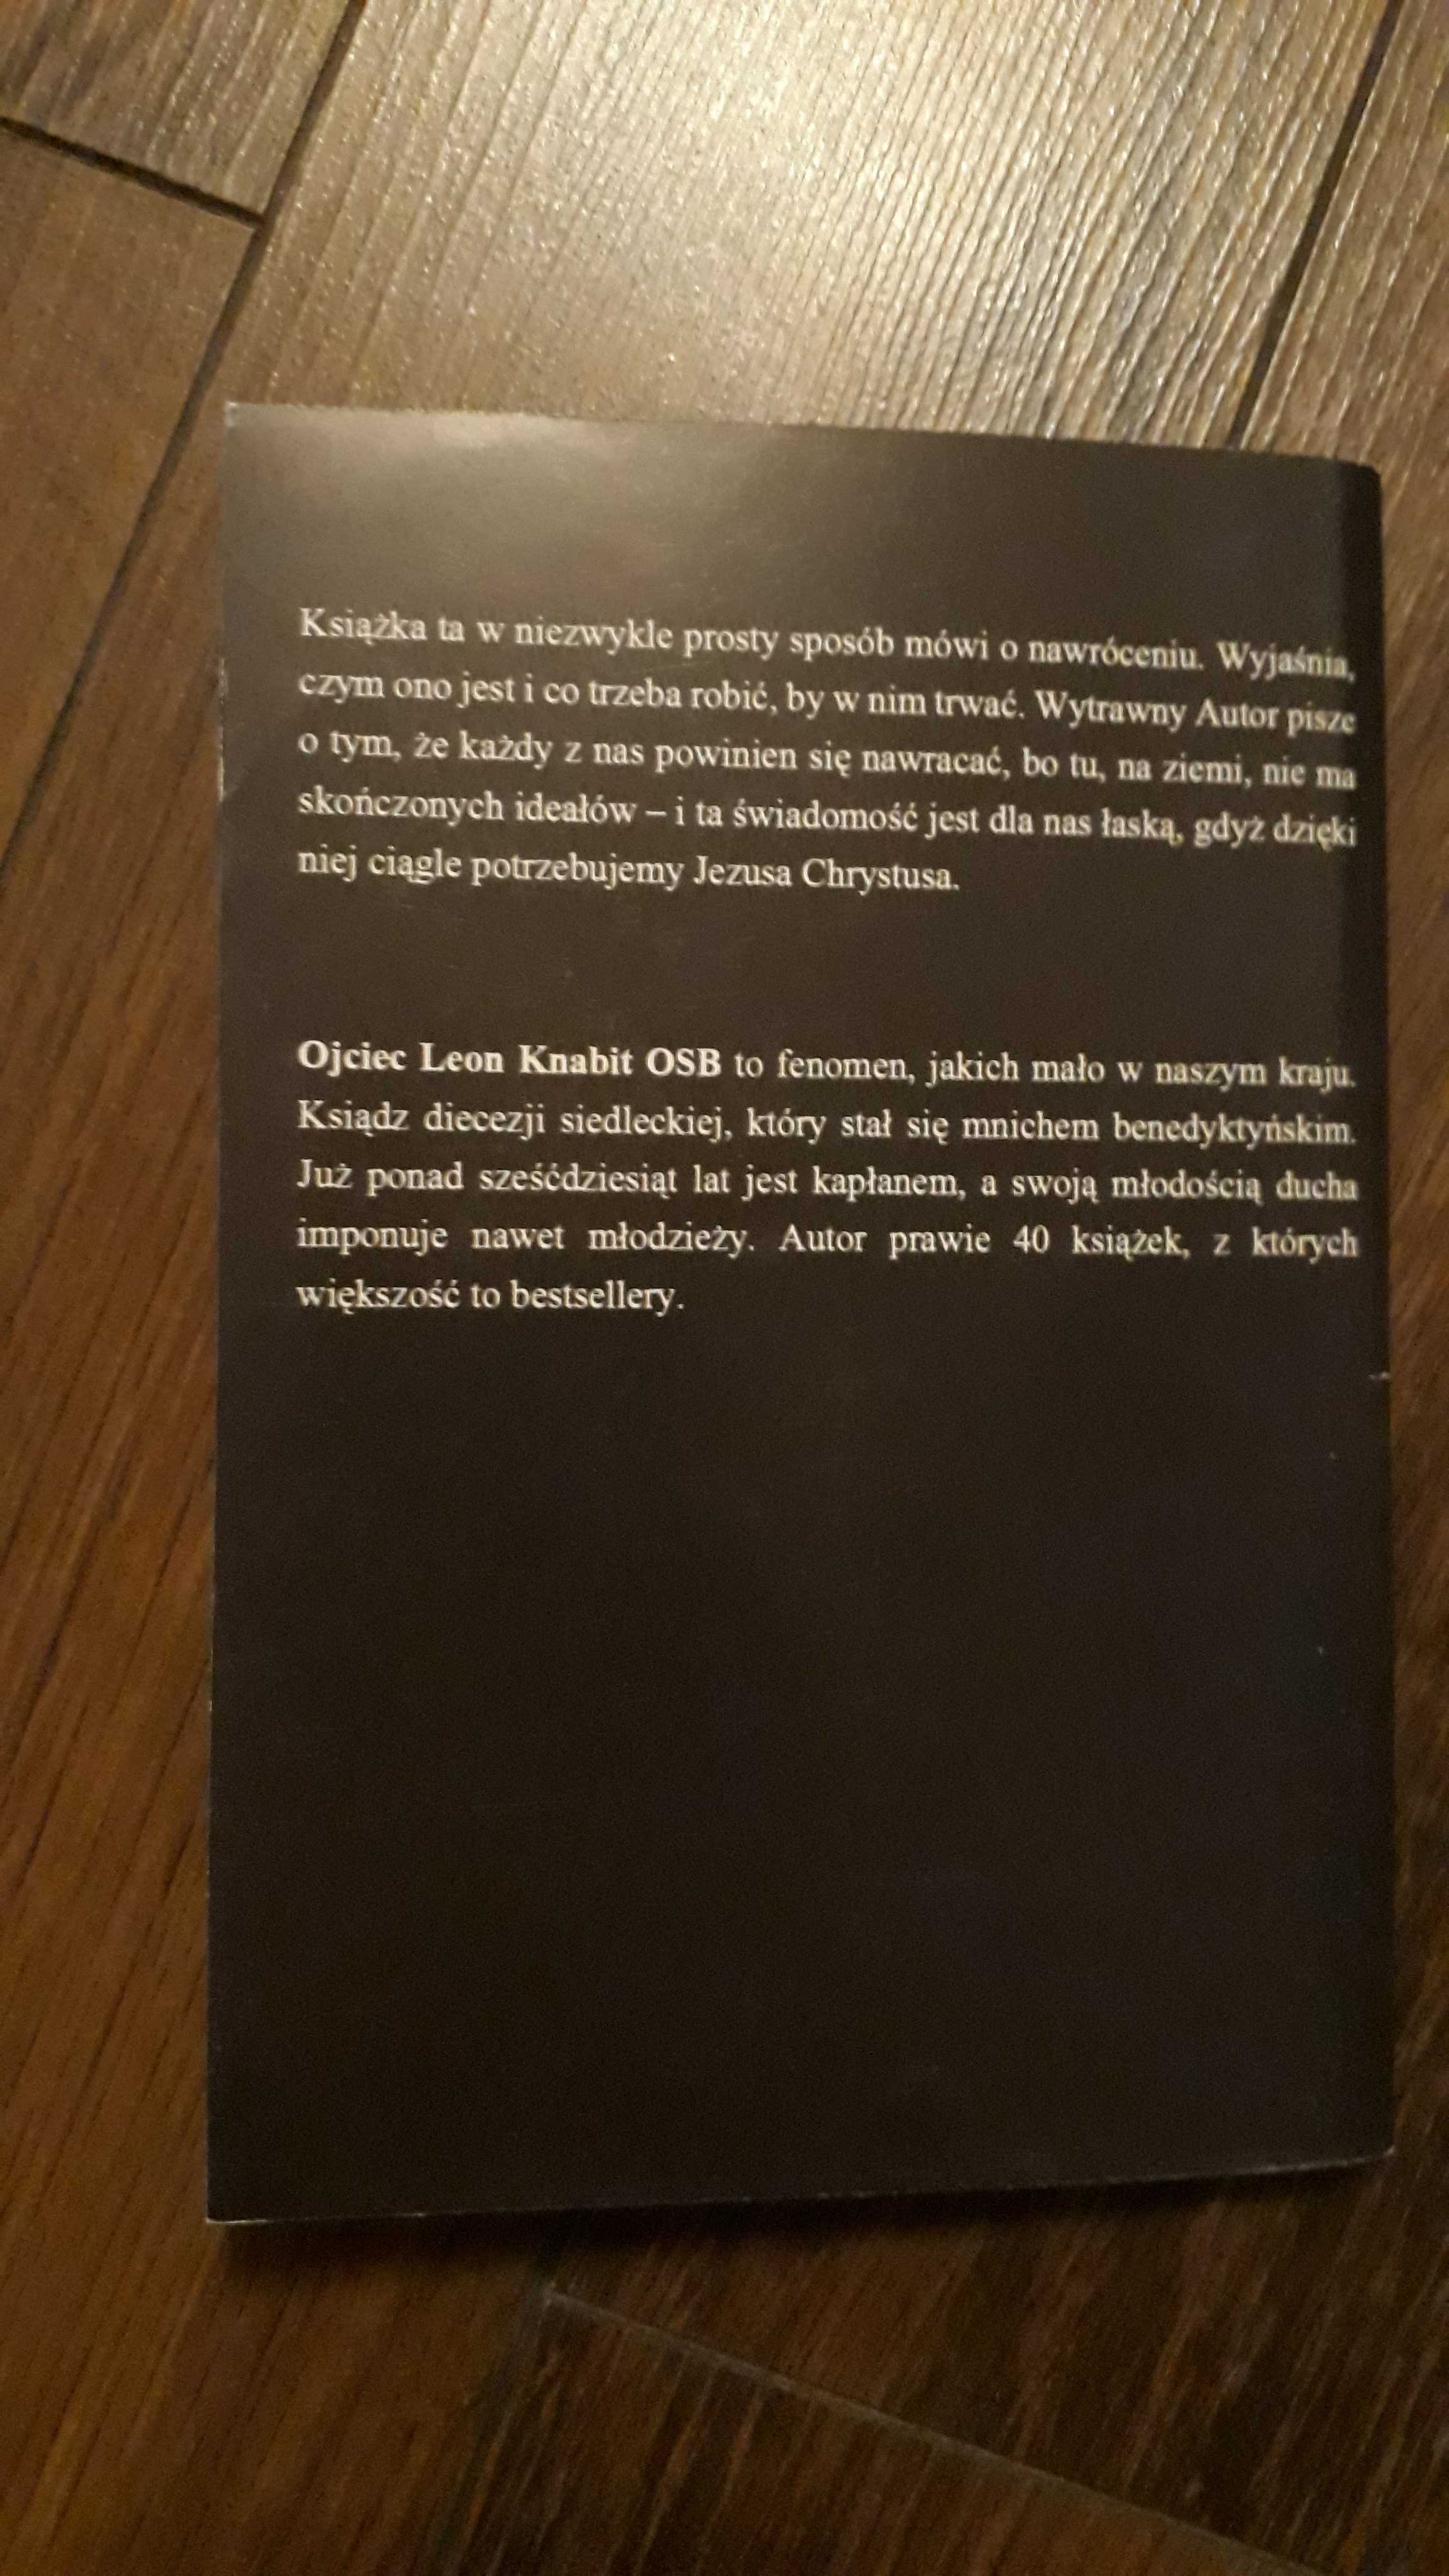 Książka ta w niezwykle prosty sposób mówi o nawróceniu. Wyjaśnia,
czym ono jest i co trzeba robić, by w nim trwać. Wytrawny Autor pisze
o tym, że każdy z nas powinien się nawracać, bo tu, na ziemi, nie ma
skończonych ideałów – i ta świadomość jest dla nas łaską, gdyż dzięki
niej ciągle potrzebujemy Jezusa Chrystusa.
Ojciec Leon Knabit OSB to fenomen, jakich mało w naszym kraju.
Ksiądz diecezji siedleckiej, który stał się mnichem benedyktyńskim.
Już ponad sześćdziesiąt lat jest kapłanem, a swoją młodością ducha
imponuje nawet młodzieży. Autor prawie 40 książek, z których
większość to bestsellery.